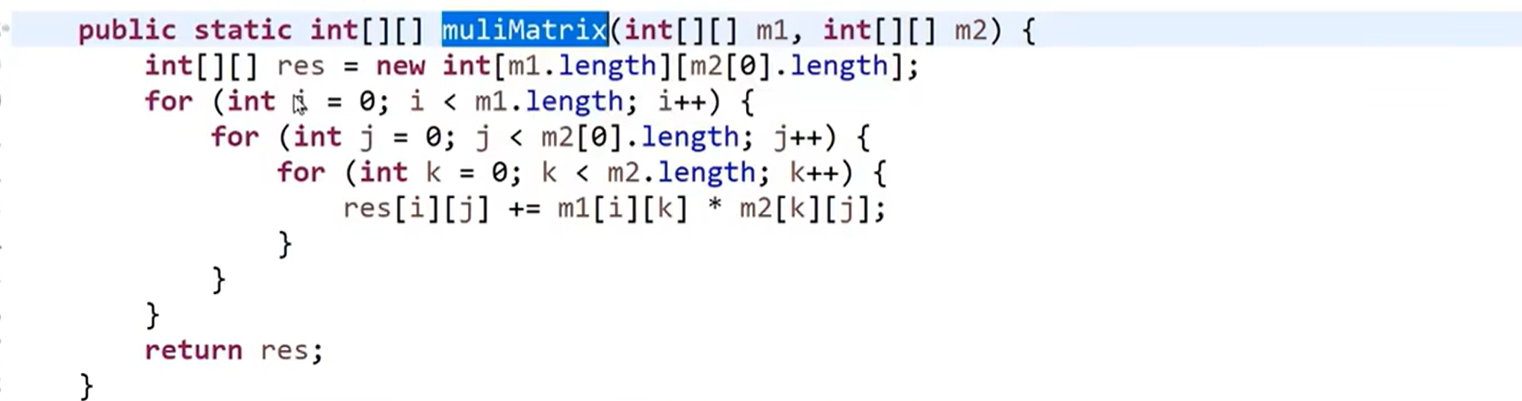 public static int[][] muliMatrix(int[][] m1, int[][] m2) {
int[][] res = new int[m1.length][m2[0].length];
for (int i = 0; i < m1.length; i++) {
for (int j = 0; j < m2[0].length; j++) {
for (int k = 0; k < m2.length; k++) {
res[i][j] += m1[i][k] * m2[k][j];
}
}
}
return res;
}